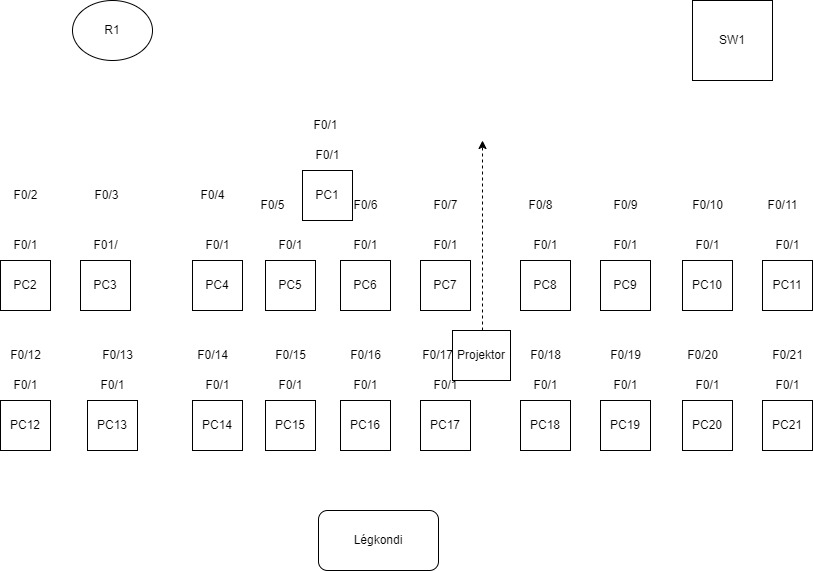 R1
SW1
F0/1
F0/1
PC1
F0/2
F0/3
F0/4
F0/5
F0/6
F0/7
F0/8
F0/9
F0/10
F0/11
F0/1
F01/
F0/1
F0/1
F0/1
F0/1
F0/1
F0/1
F0/1
F0/1
PC2
PC3
PC4
PC5
PC6
PC7
PC8
PC9
PC10
PC11
F0/12
F0/13
F0/14
F0/15
F0/16
F0/17
Projektor
F0/18
F0/19
F0/20
F0/21
F0/1
F0/1
F0/1
F0/1
F0/1
F0/1
F0/1
F0/1
F0/1
F0/1
PC12
PC13
PC14
PC15
PC16
PC17
PC18
PC19
PC20
PC21
Légkondi